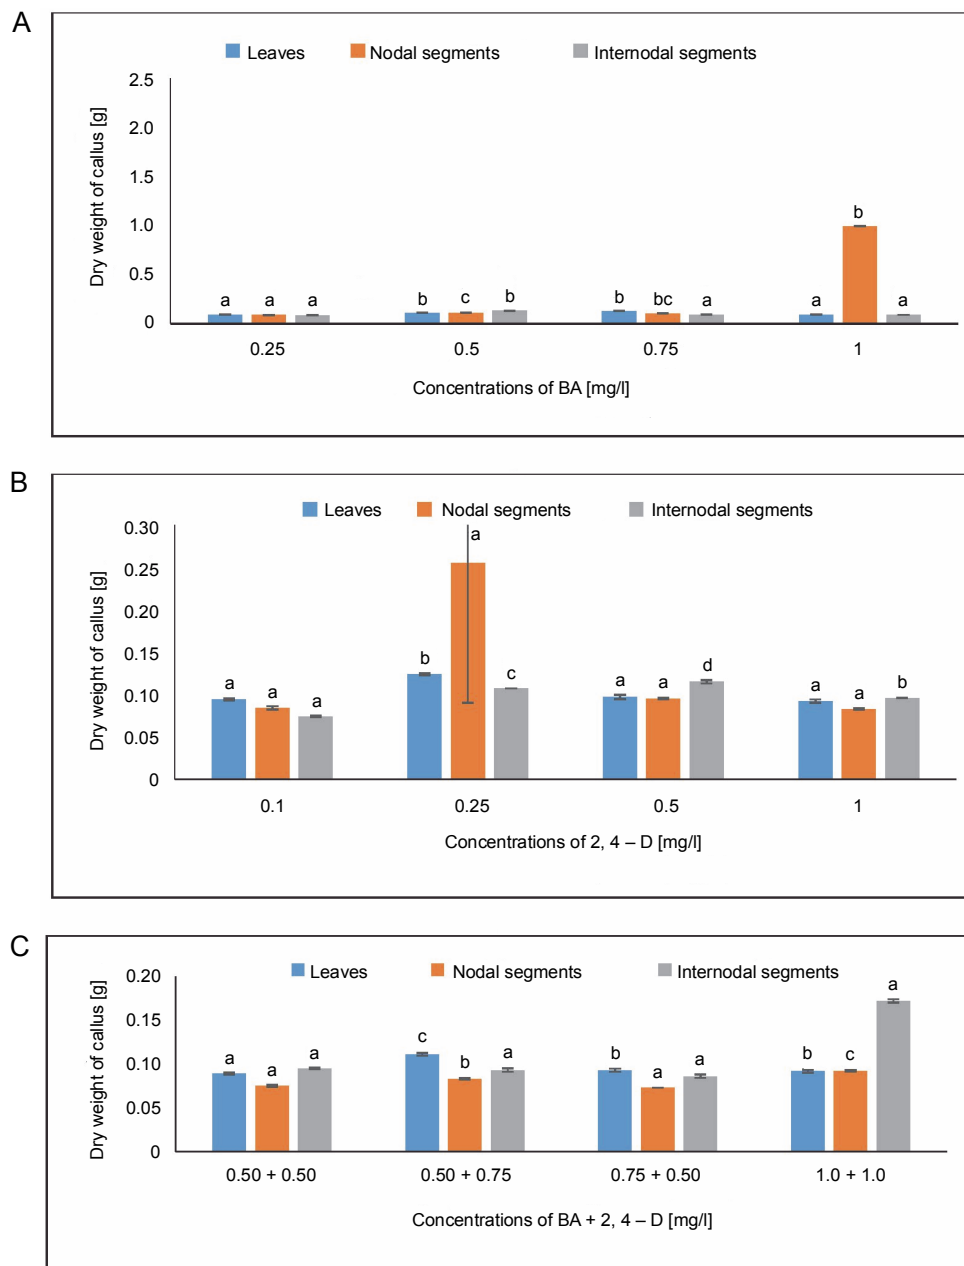 A
Leaves Nodal segments Internodal segments
Dry weight of callus [g]
2.5
2.0
1.5
1.0
0.5
0
a a a b c b b bc a a b a
0.25 0.5 0.75 1
Concentrations of BA [mg/l]
B
Leaves Nodal segments Internodal segments
Dry weight of callus [g]
0.30
0.25
0.20
0.15
0.10
0.05
0
a a a b a c a a d a a b
0.1 0.25 0.5 1
Concentrations of 2, 4 – D [mg/l]
C
Leaves Nodal segments Internodal segments
Dry weight of callus [g]
0.20
0.15
0.10
0.05
0
a a a c b a b a a b c a
0.50 + 0.50 0.50 + 0.75 0.75 + 0.50 1.0 + 1.0
Concentrations of BA + 2, 4 – D [mg/l]